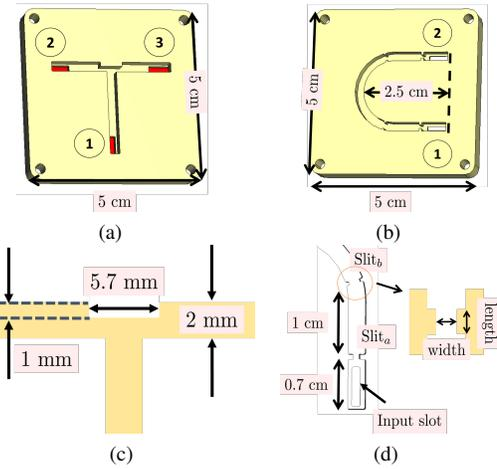 2
3
1
5 cm
5 cm
(a)
2
2.5 cm
1
5 cm
5 cm
(b)
5.7 mm
2 mm
1 mm
(c)
Slit_b
1 cm
Slit_a
0.7 cm
Input slot
width
length
(d)